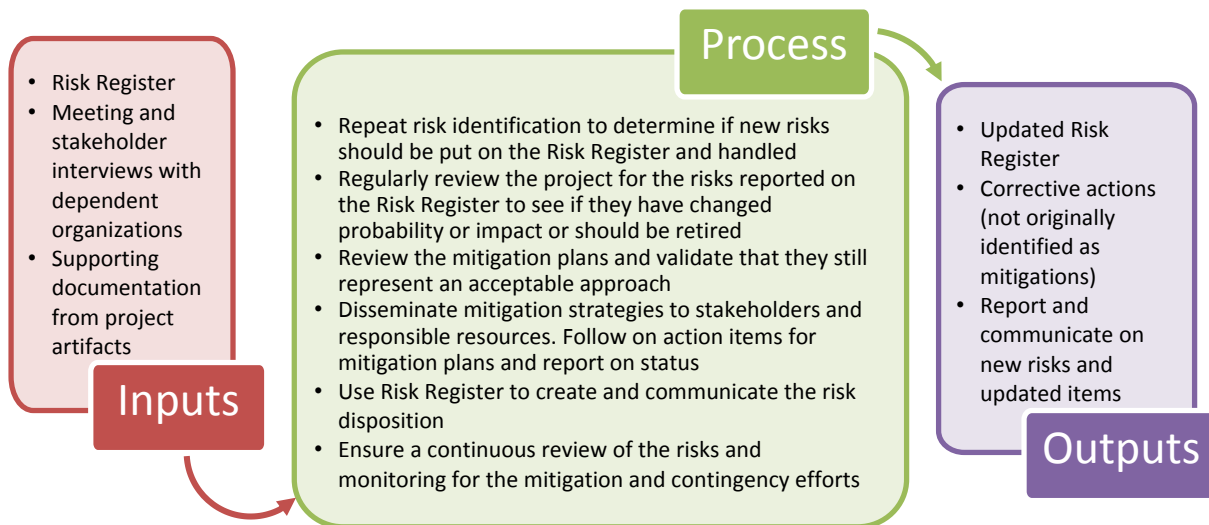 • Risk Register
• Meeting and
stakeholder
interviews with
dependent
organizations
• Supporting
documentation
from project
artifacts
Inputs
Process
• Repeat risk identification to determine if new risks
should be put on the Risk Register and handled
• Regularly review the project for the risks reported on
the Risk Register to see if they have changed
probability or impact or should be retired
• Review the mitigation plans and validate that they still
represent an acceptable approach
• Disseminate mitigation strategies to stakeholders and
responsible resources. Follow on action items for
mitigation plans and report on status
• Use Risk Register to create and communicate the risk
disposition
• Ensure a continuous review of the risks and
monitoring for the mitigation and contingency efforts
• Updated Risk
Register
• Corrective actions
(not originally
identified as
mitigations)
• Report and
communicate on
new risks and
updated items
Outputs